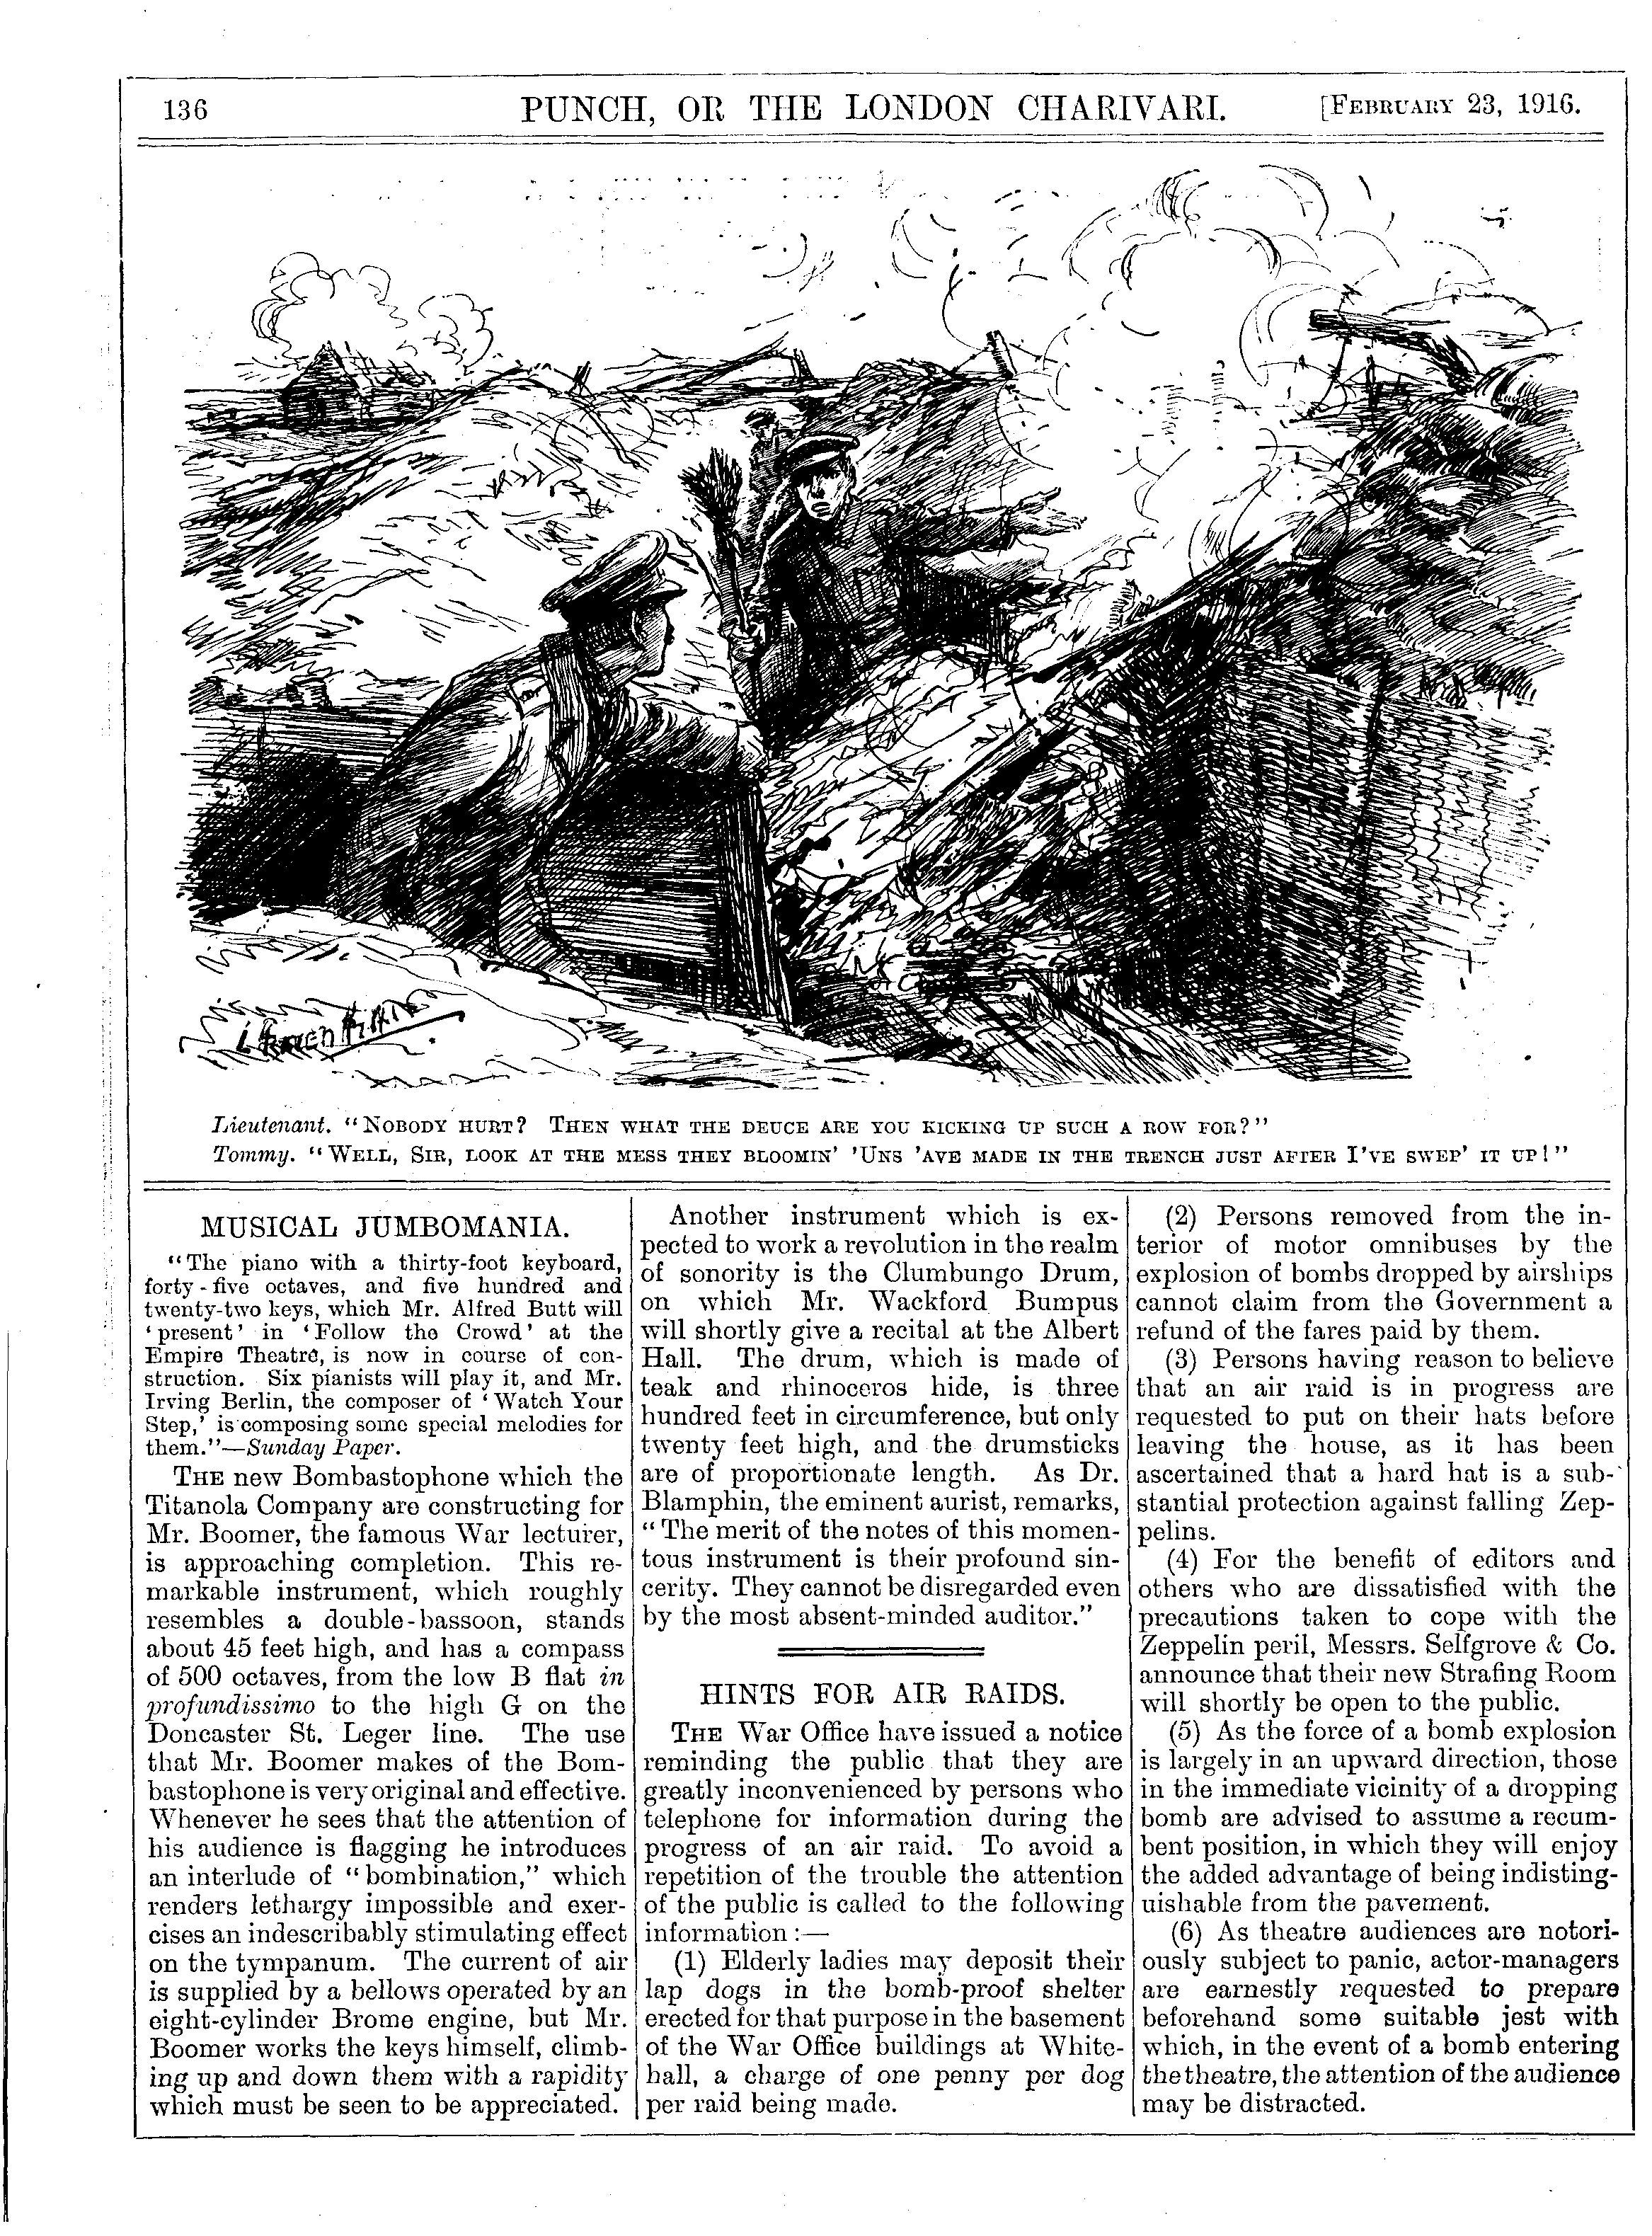 136 PUNCH, OR THE LONDON CHARIVARI. [FEBRUARY 23, 1916.
Lieutenant. "NOBODY HURT? THEN WHAT THE DEUCE ARE YOU KICKING UP SUCH A ROW FOR?"
Tommy. "WELL, SIR, LOOK AT THE MESS THEY BLOOMIN' 'UNS 'AVE MADE IN THE TRENCH JUST AFTER I'VE SWEP' IT UP!"
MUSICAL JUMBOMANIA.
"The piano with a thirty-foot keyboard,
forty-five octaves, and five hundred and
twenty-two keys, which Mr. Alfred Butt will
'present' in 'Follow the Crowd' at the
Empire Theatre, is now in course of con-
struction. Six pianists will play it, and Mr.
Irving Berlin, the composer of 'Watch Your
Step,' is composing some special melodies for
them."—Sunday Paper.
THE new Bombastophone which the
Titanola Company are constructing for
Mr. Boomer, the famous War lecturer,
is approaching completion. This re-
markable instrument, which roughly
resembles a double-bassoon, stands
about 45 feet high, and has a compass
of 500 octaves, from the low B flat in
profundissimo to the high G on the
Doncaster St. Leger line. The use
that Mr. Boomer makes of the Bom-
bastophone is very original and effective.
Whenever he sees that the attention of
his audience is flagging he introduces
an interlude of "bombination," which
renders lethargy impossible and exer-
cises an indescribably stimulating effect
on the tympanum. The current of air
is supplied by a bellows operated by an
eight-cylinder Brome engine, but Mr.
Boomer works the keys himself, climb-
ing up and down them with a rapidity
which must be seen to be appreciated.
Another instrument which is ex-
pected to work a revolution in the realm
of sonority is the Clumbungo Drum,
on which Mr. Wackford Bumpus
will shortly give a recital at the Albert
Hall. The drum, which is made of
teak and rhinoceros hide, is three
hundred feet in circumference, but only
twenty feet high, and the drumsticks
are of proportionate length. As Dr.
Blamphin, the eminent aurist, remarks,
"The merit of the notes of this momen-
tous instrument is their profound sin-
cerity. They cannot be disregarded even
by the most absent-minded auditor."
HINTS FOR AIR RAIDS.
THE War Office have issued a notice
reminding the public that they are
greatly inconvenienced by persons who
telephone for information during the
progress of an air raid. To avoid a
repetition of the trouble the attention
of the public is called to the following
information:—
(1) Elderly ladies may deposit their
lap dogs in the bomb-proof shelter
erected for that purpose in the basement
of the War Office buildings at White-
hall, a charge of one penny per dog
per raid being made.
(2) Persons removed from the in-
terior of motor omnibuses by the
explosion of bombs dropped by airships
cannot claim from the Government a
refund of the fares paid by them.
(3) Persons having reason to believe
that an air raid is in progress are
requested to put on their hats before
leaving the house, as it has been
ascertained that a hard hat is a sub-
stantial protection against falling Zep-
pelins.
(4) For the benefit of editors and
others who are dissatisfied with the
precautions taken to cope with the
Zeppelin peril, Messrs. Selfgrove & Co.
announce that their new Strafing Room
will shortly be open to the public.
(5) As the force of a bomb explosion
is largely in an upward direction, those
in the immediate vicinity of a dropping
bomb are advised to assume a recum-
bent position, in which they will enjoy
the added advantage of being indisting-
uishable from the pavement.
(6) As theatre audiences are notori-
ously subject to panic, actor-managers
are earnestly requested to prepare
beforehand some suitable jest with
which, in the event of a bomb entering
the theatre, the attention of the audience
may be distracted.